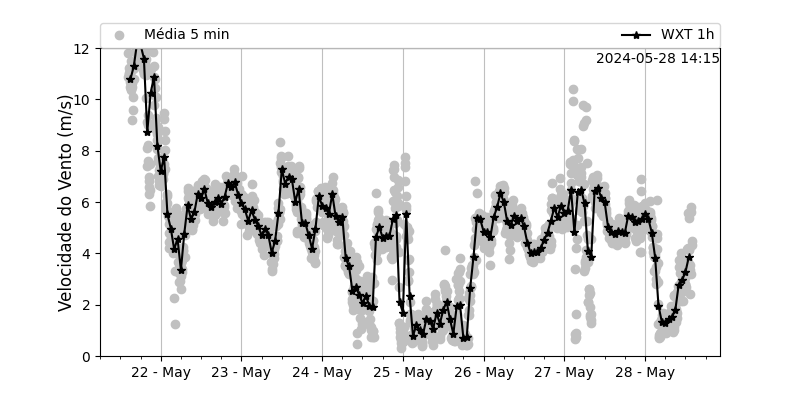 Média 5 min
WXT 1h
2024-05-28 14:15
Velocidade do Vento (m/s)
12
10
8
6
4
2
0
22 - May
23 - May
24 - May
25 - May
26 - May
27 - May
28 - May